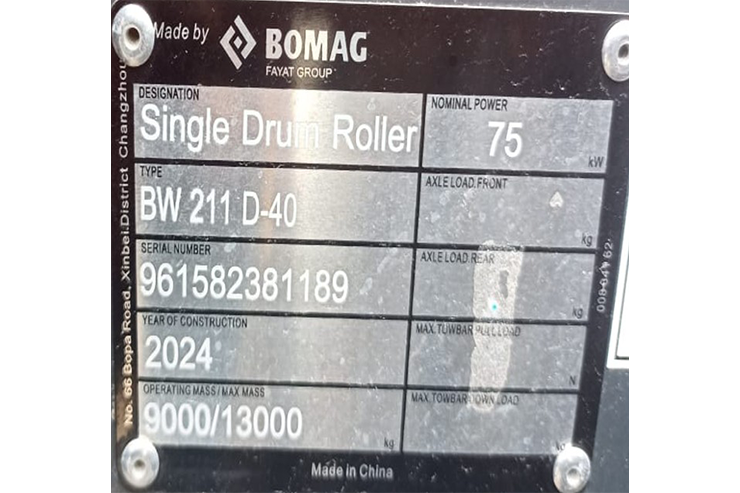 Made by BOMAG
FAYAT GROUP
DESIGNATION
Single Drum Roller
NOMINAL POWER
75
kW
TYPE
BW 211 D-40
AXLE LOAD.FRONT
kg
SERIAL NUMBER
961582381189
AXLE LOAD.REAR
kg
YEAR OF CONSTRUCTION
2024
MAX.TOWBAR PULL LOAD
N
OPERATING MASS/MAX MASS
9000/13000
kg
MAX.TOWBAR DOWN LOAD
kg
Made in China
No. 66 Bopa Road, Xinbei.District Changzhou